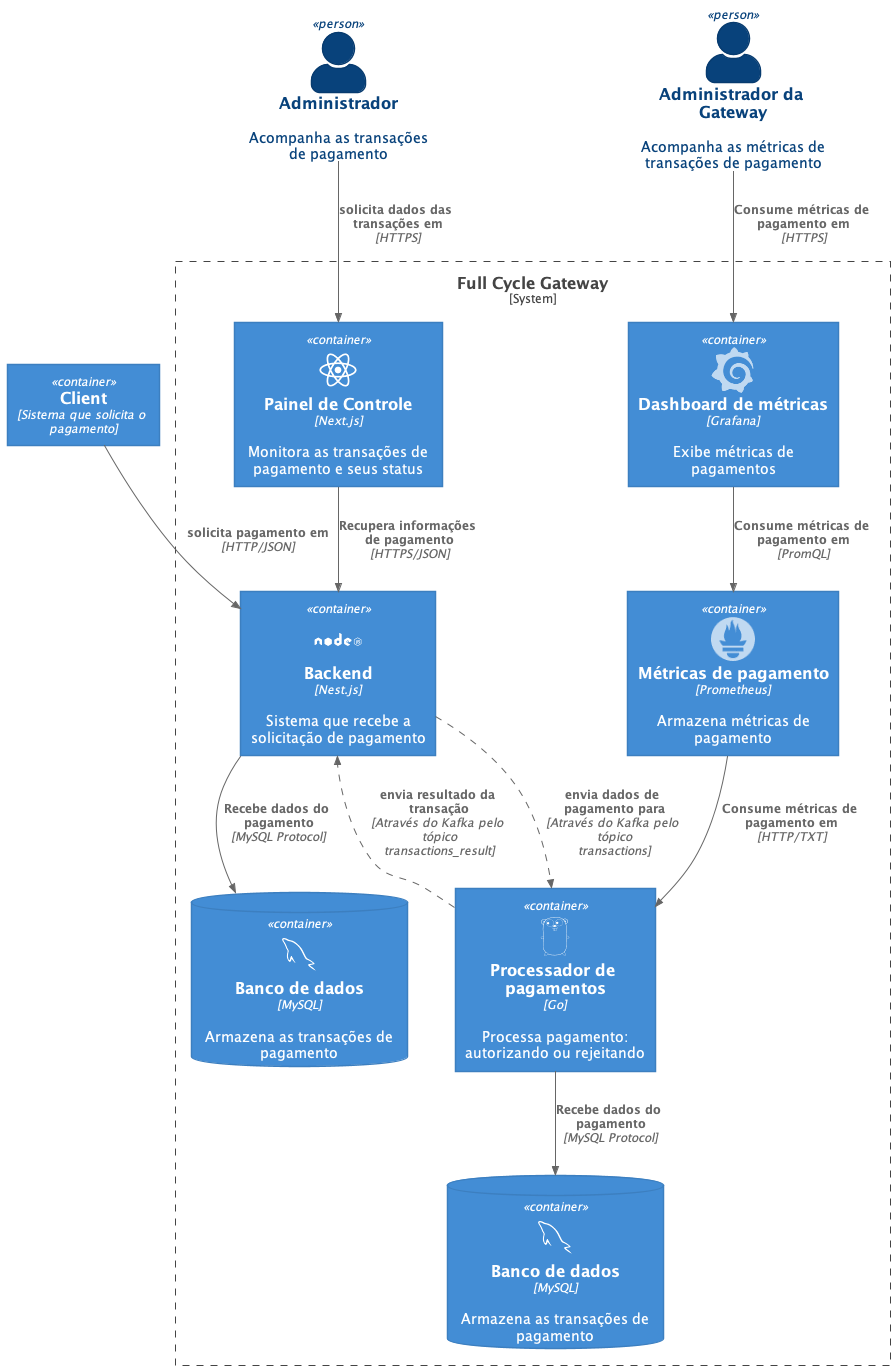 «person»
Administrador
Acompanha as transações
de pagamento
«person»
Administrador da
Gateway
Acompanha as métricas de
transações de pagamento
solicita dados das
transações em
[HTTPS]
Consume métricas de
pagamento em
[HTTPS]
Full Cycle Gateway
[System]
«container»
Client
[Sistema que solicita o
pagamento]
«container»
Painel de Controle
[Next.js]
Monitora as transações de
pagamento e seus status
«container»
Dashboard de métricas
[Grafana]
Exibe métricas de
pagamentos
solicita pagamento em
[HTTP/JSON]
Recupera informações
de pagamento
[HTTPS/JSON]
Consume métricas de
pagamento em
[PromQL]
«container»
node
Backend
[Nest.js]
Sistema que recebe a
solicitação de pagamento
«container»
Métricas de pagamento
[Prometheus]
Armazena métricas de
pagamento
Recebe dados do
pagamento
[MySQL Protocol]
envia resultado da
transação
[Através do Kafka pelo
tópico
transactions_result]
envia dados de
pagamento para
[Através do Kafka pelo
tópico
transactions]
Consume métricas de
pagamento em
[HTTP/TXT]
«container»
Banco de dados
[MySQL]
Armazena as transações de
pagamento
«container»
Processador de
pagamentos
[Go]
Processa pagamento:
autorizando ou rejeitando
Recebe dados do
pagamento
[MySQL Protocol]
«container»
Banco de dados
[MySQL]
Armazena as transações de
pagamento